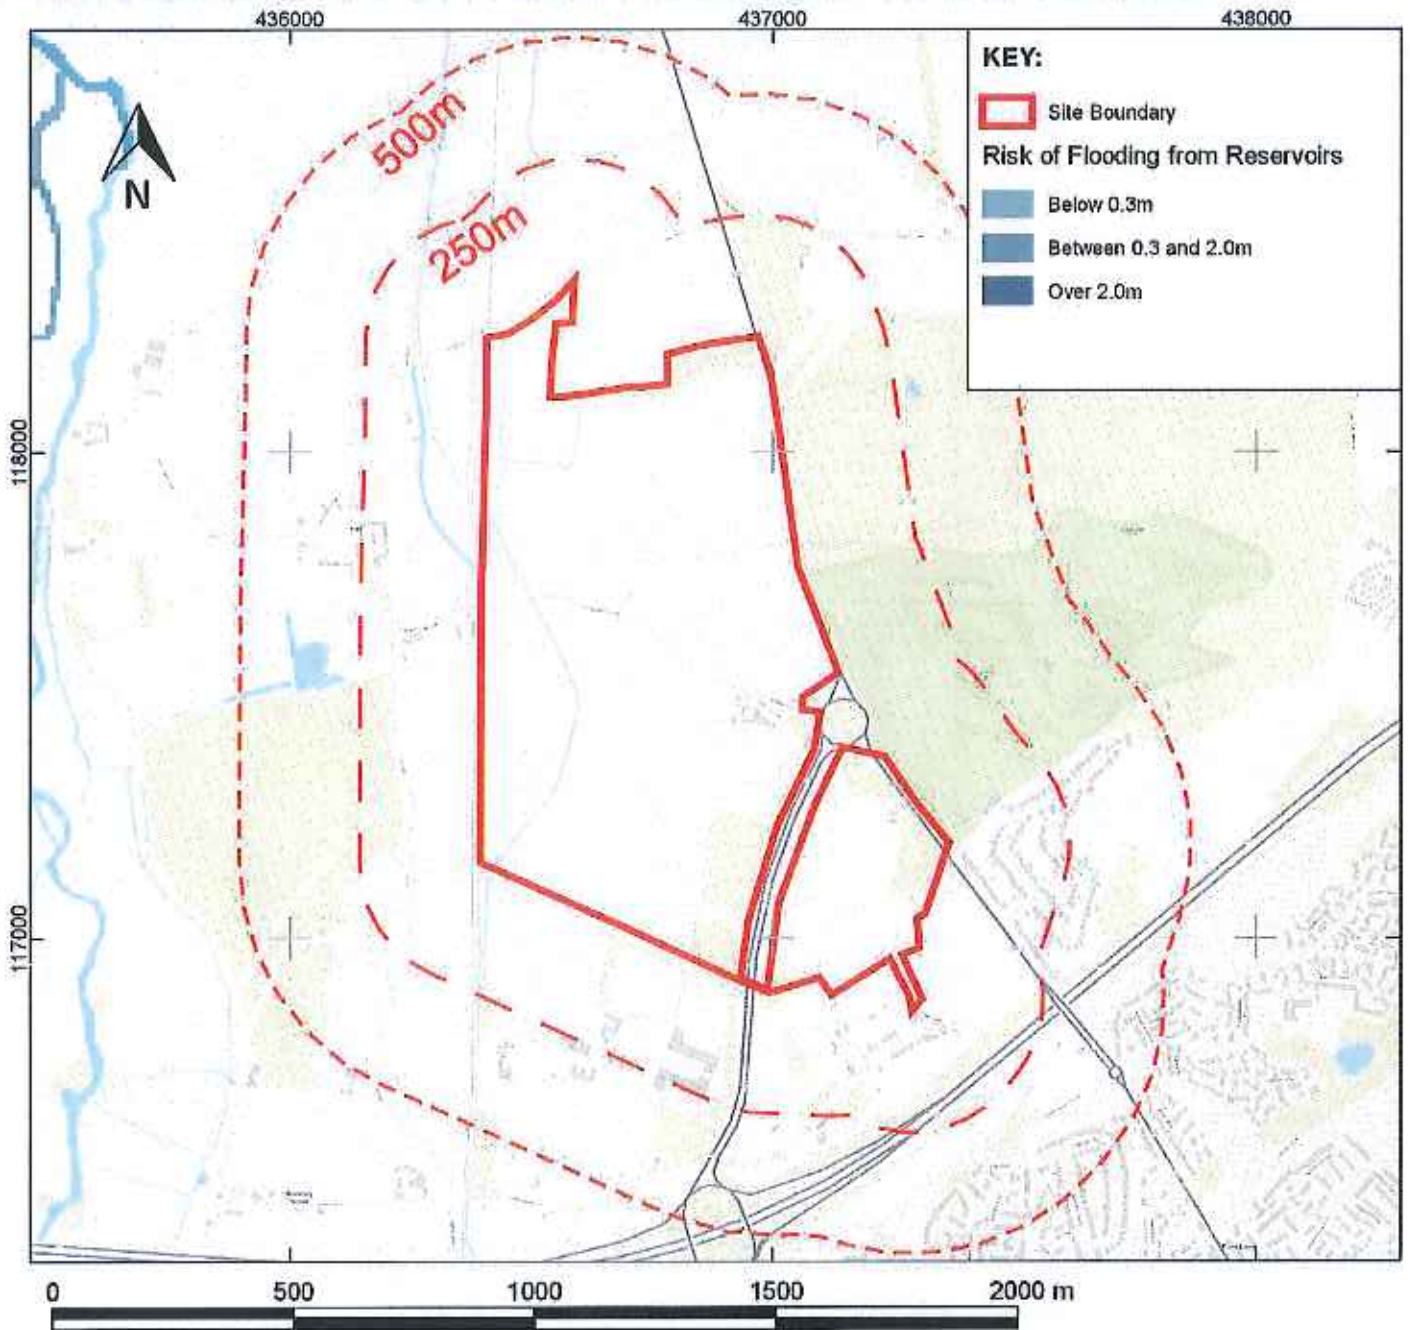 436000
437000
438000
KEY:
Site Boundary
Risk of Flooding from Reservoirs
Below 0.3m
Between 0.3 and 2.0m
Over 2.0m
500m
250m
N
118000
117000
0 500 1000 1500 2000 m